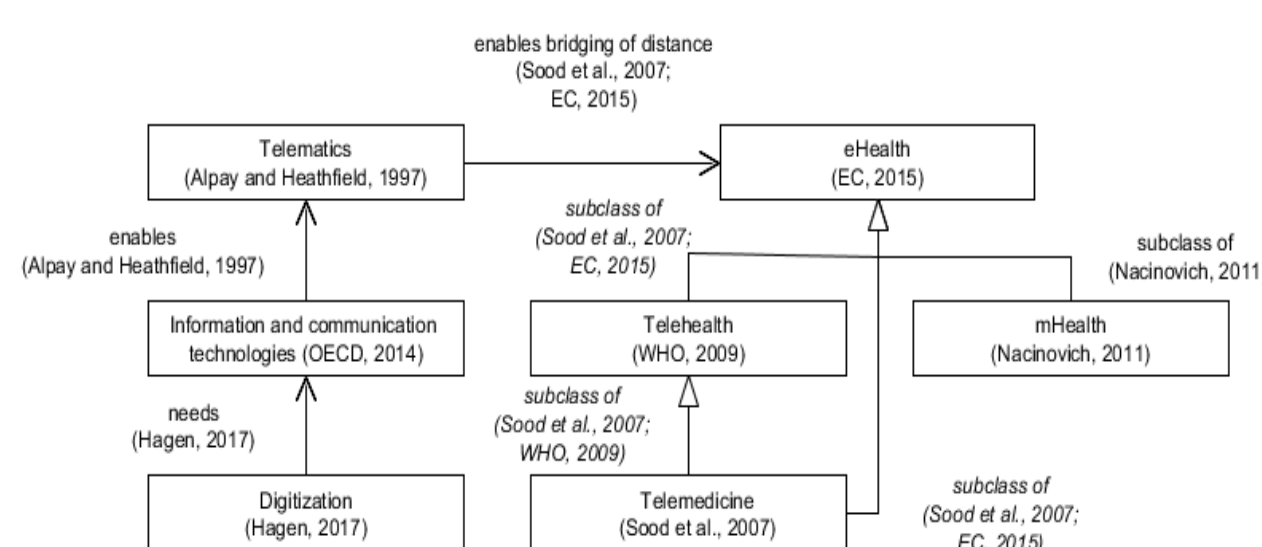 enables bridging of distance
(Sood et al., 2007;
EC, 2015)
Telematics
(Alpay and Heathfield, 1997)
eHealth
(EC, 2015)
subclass of
(Sood et al., 2007;
EC, 2015)
enables
(Alpay and Heathfield, 1997)
subclass of
(Nacinovich, 2011
Information and communication
technologies (OECD, 2014)
Telehealth
(WHO, 2009)
mHealth
(Nacinovich, 2011)
needs
(Hagen, 2017)
subclass of
(Sood et al., 2007;
WHO, 2009)
Digitization
(Hagen, 2017)
Telemedicine
(Sood et al., 2007)
subclass of
(Sood et al., 2007;
EC, 2015)